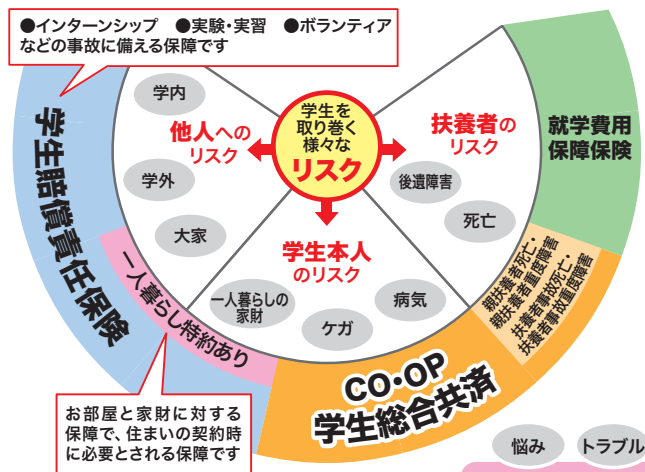 ●インターンシップ ●実験・実習 ●ボランティア
などの事故に備える保障です
学生を
取り巻く
様々な
リスク
他人への
リスク
学内
学外
大家
扶養者の
リスク
後遺障害
死亡
学生本人
のリスク
一人暮らしの
家財
ケガ
病気
学生賠償責任保険
一人暮らし特約あり
就学費用
保障保険
親扶養者死亡・
親扶養者重度障害
扶養者事故死亡・
扶養者事故重度障害
CO・OP
学生総合共済
お部屋と家財に対する
保障で、住まいの契約時
に必要とされる保障です
悩み
トラブル